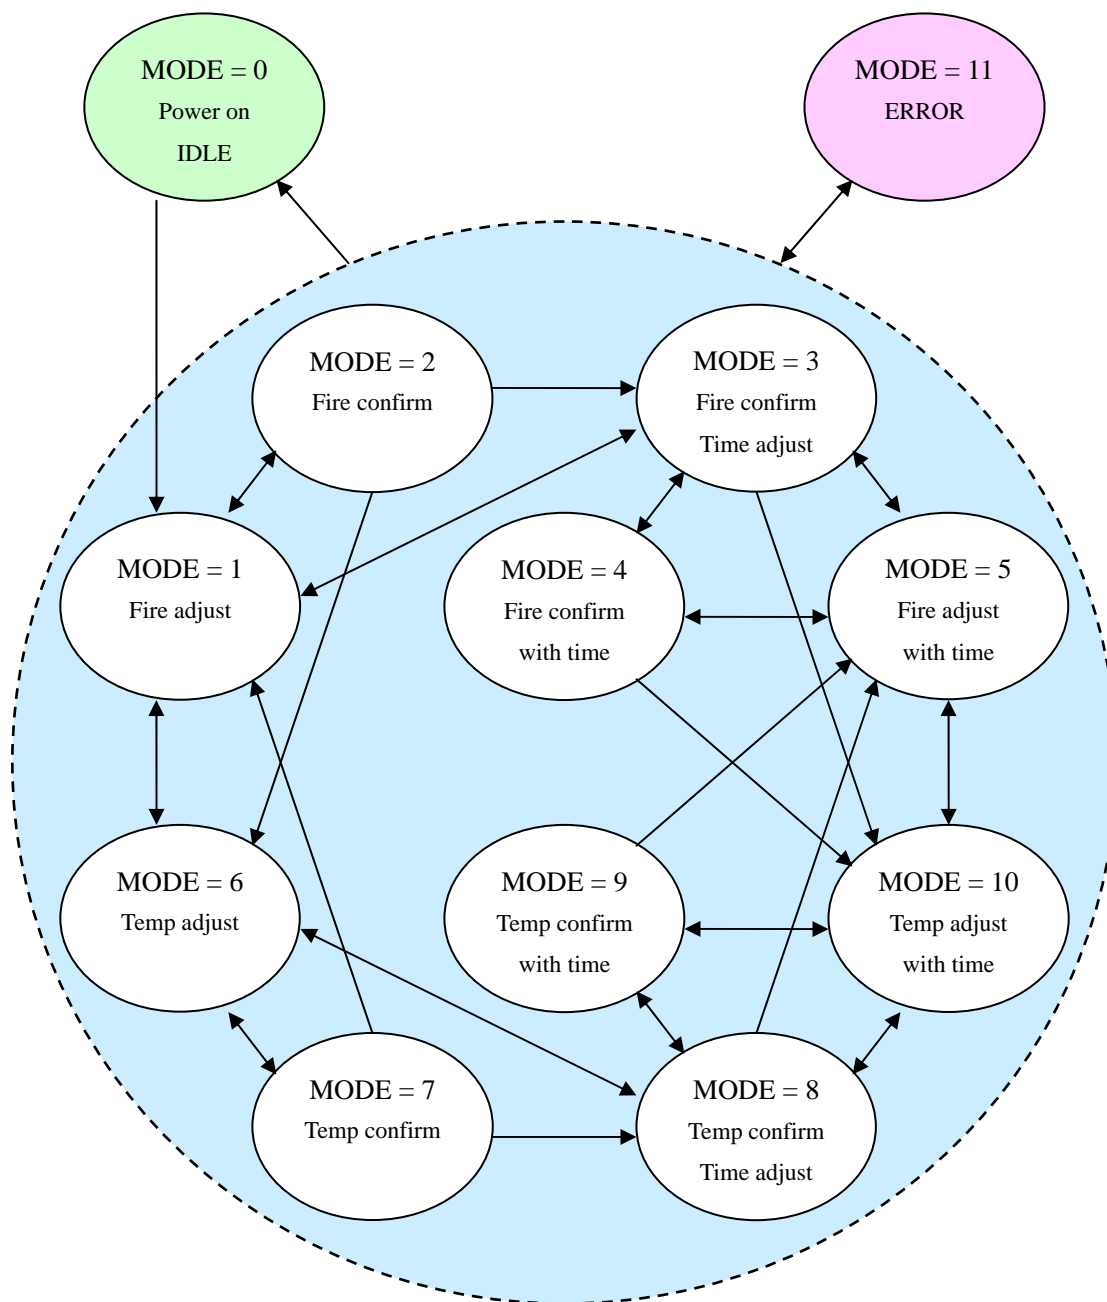 MODE = 0
Power on
IDLE
MODE = 11
ERROR
MODE = 2
Fire confirm
MODE = 3
Fire confirm
Time adjust
MODE = 1
Fire adjust
MODE = 4
Fire confirm
with time
MODE = 5
Fire adjust
with time
MODE = 6
Temp adjust
MODE = 9
Temp confirm
with time
MODE = 10
Temp adjust
with time
MODE = 7
Temp confirm
MODE = 8
Temp confirm
Time adjust